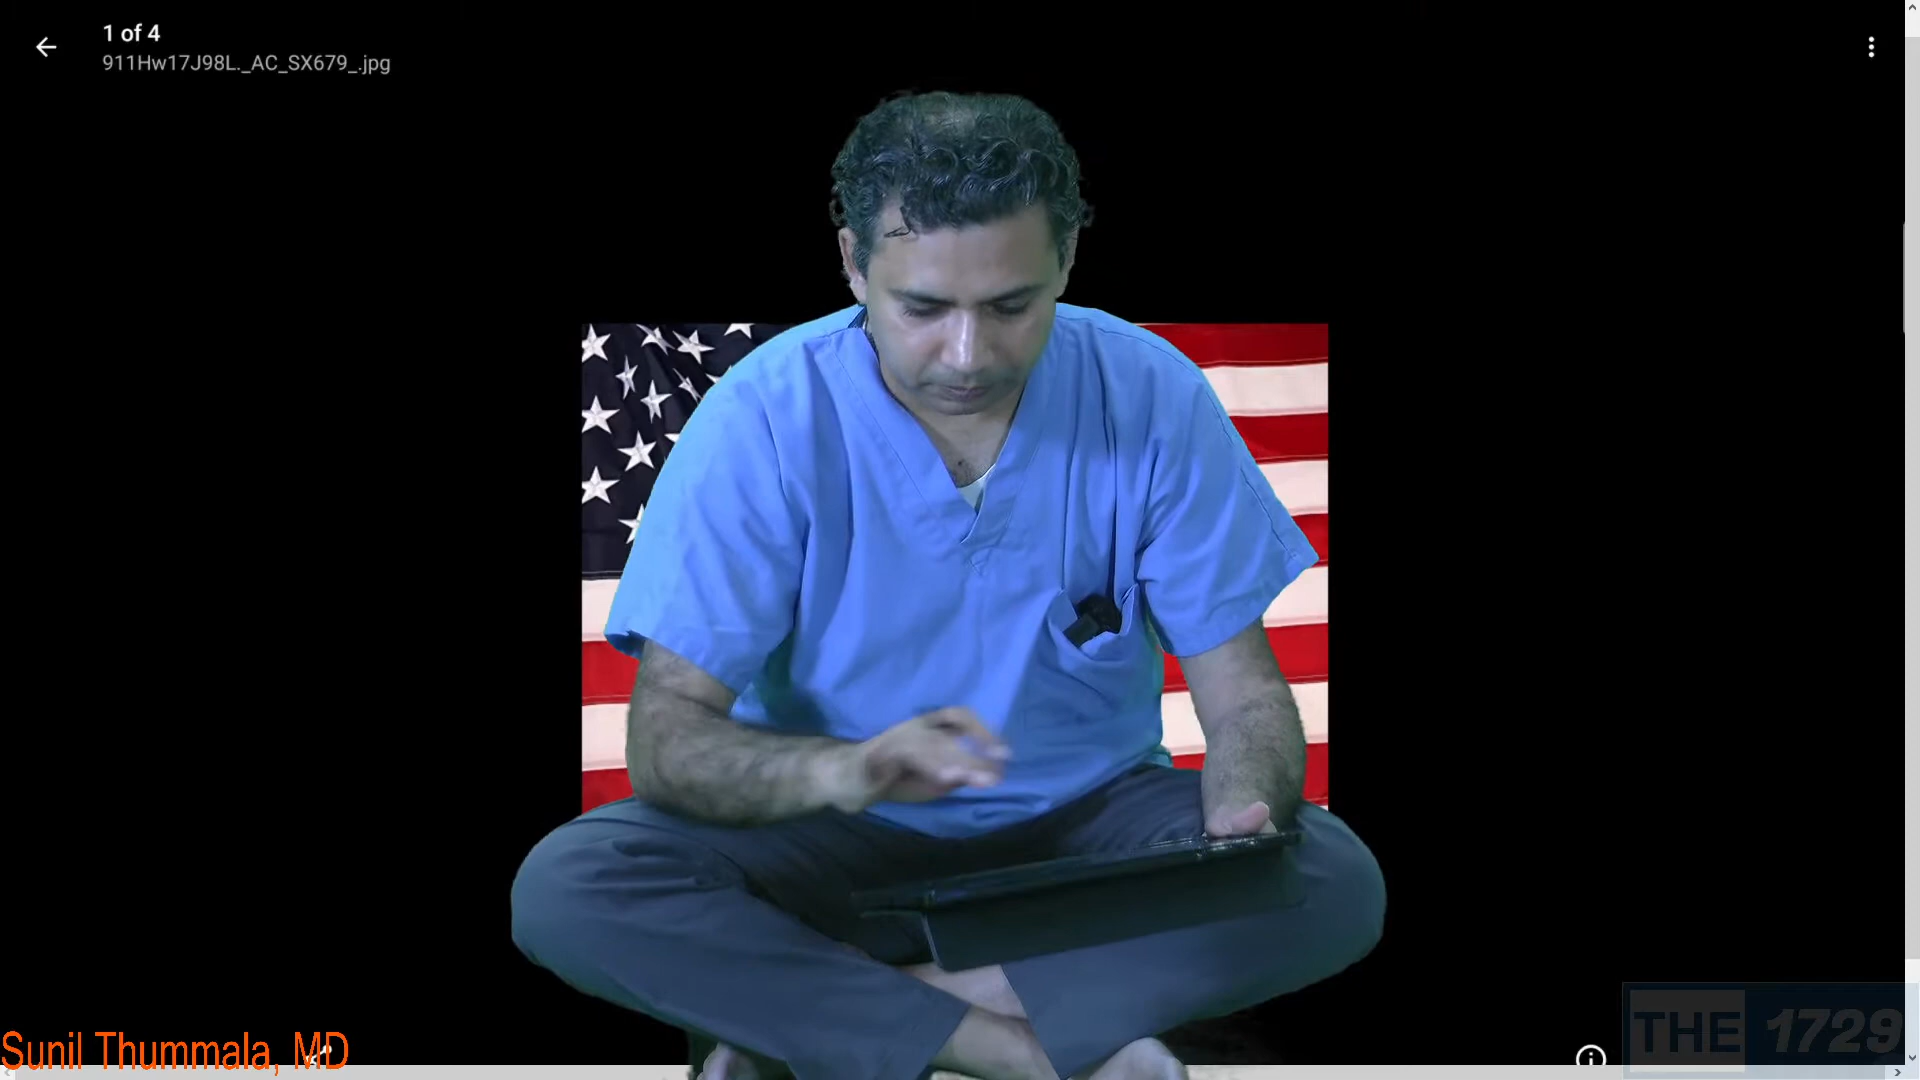 1 of 4
911Hw17J98L._AC_SX679_.jpg
Sunil Thummala, MD
THE 1729